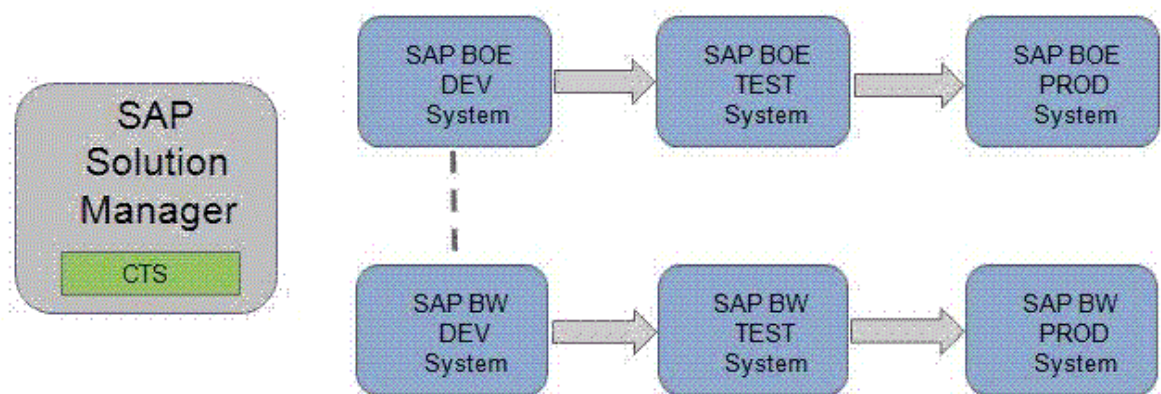 SAP
Solution
Manager
CTS
SAP BOE
DEV
System
SAP BOE
TEST
System
SAP BOE
PROD
System
SAP BW
DEV
System
SAP BW
TEST
System
SAP BW
PROD
System